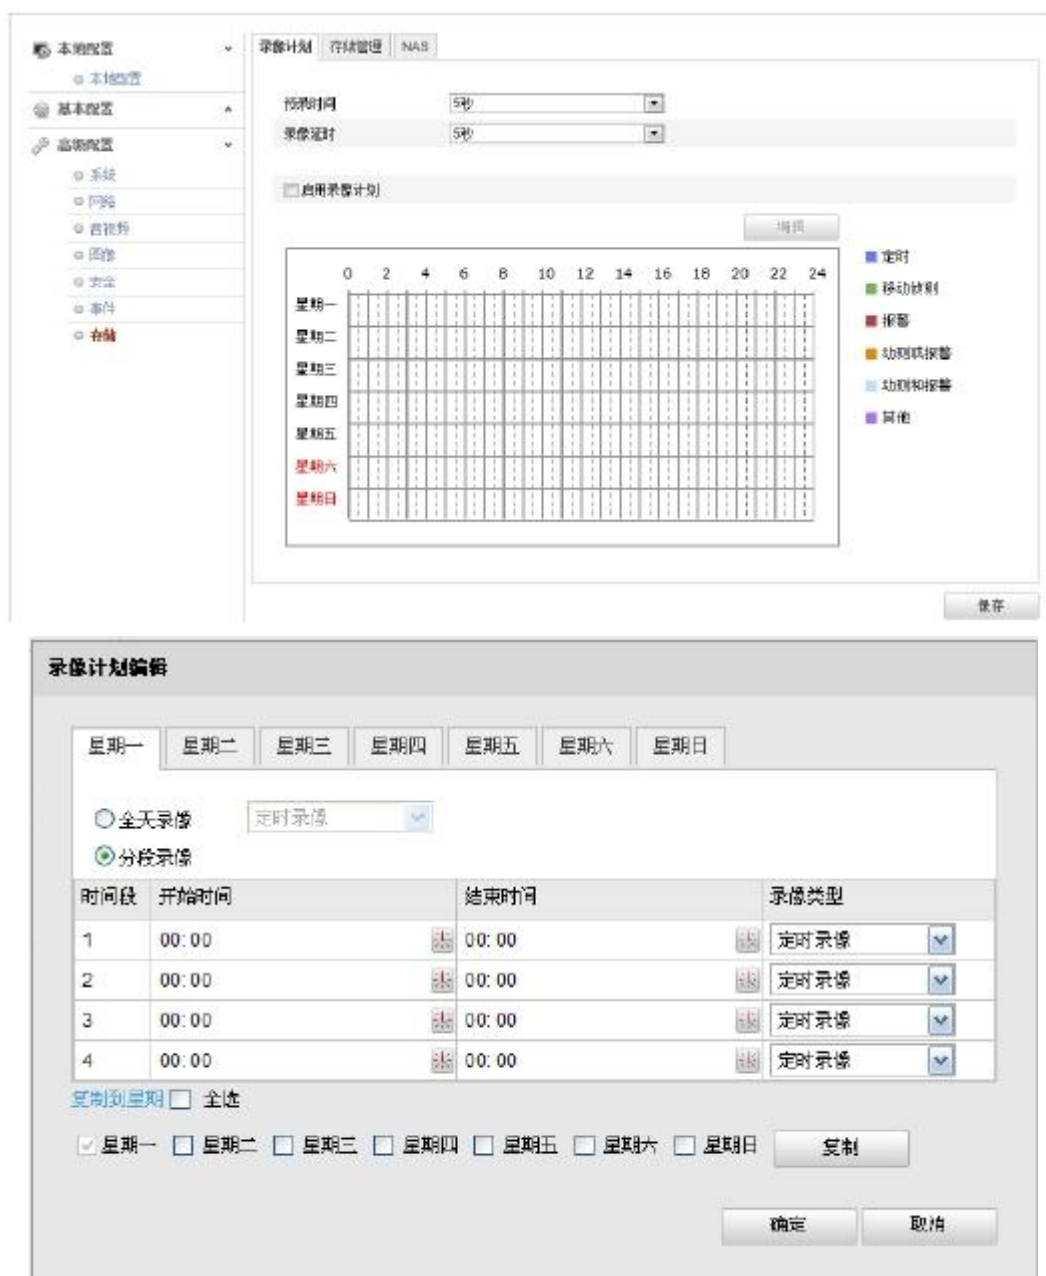 本地配置
本地配置
基本配置
高级配置
系统
网络
音视频
图像
安全
事件
存储
录像计划 存储管理 NAS
预录时间 5秒
录像延时 5秒
启用录像计划
编辑
0 2 4 6 8 10 12 14 16 18 20 22 24
星期一
星期二
星期三
星期四
星期五
星期六
星期日
定时
移动侦测
报警
动测或报警
动测和报警
其他
保存
录像计划编辑
星期一 星期二 星期三 星期四 星期五 星期六 星期日
全天录像 定时录像
分段录像
时间段 开始时间 结束时间 录像类型
1 00:00 00:00 定时录像
2 00:00 00:00 定时录像
3 00:00 00:00 定时录像
4 00:00 00:00 定时录像
复制到星期 全选
星期一 星期二 星期三 星期四 星期五 星期六 星期日 复制
确定 取消